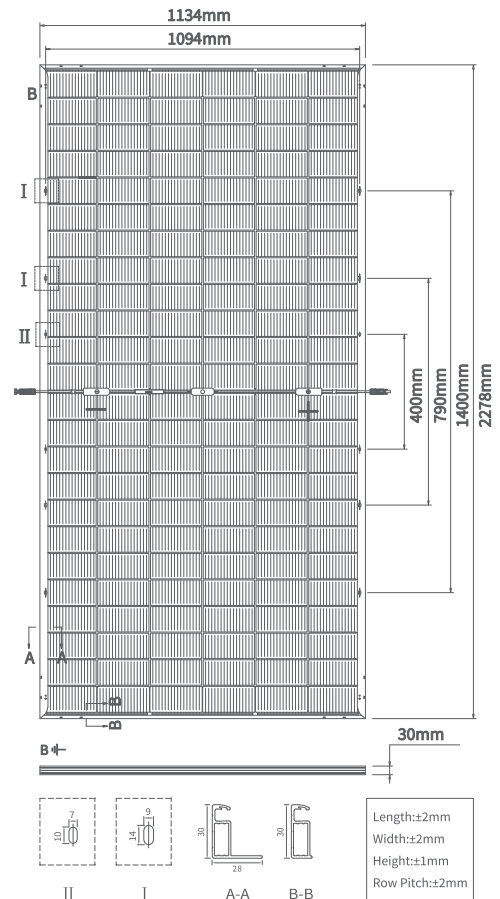 1134mm
1094mm
B
I
I
II
400mm
790mm
1400mm
2278mm
A
A
B
B
B
30mm
7
10
9
14
30
28
30
II
I
A-A
B-B
Length:±2mm
Width:±2mm
Height:±1mm
Row Pitch:±2mm